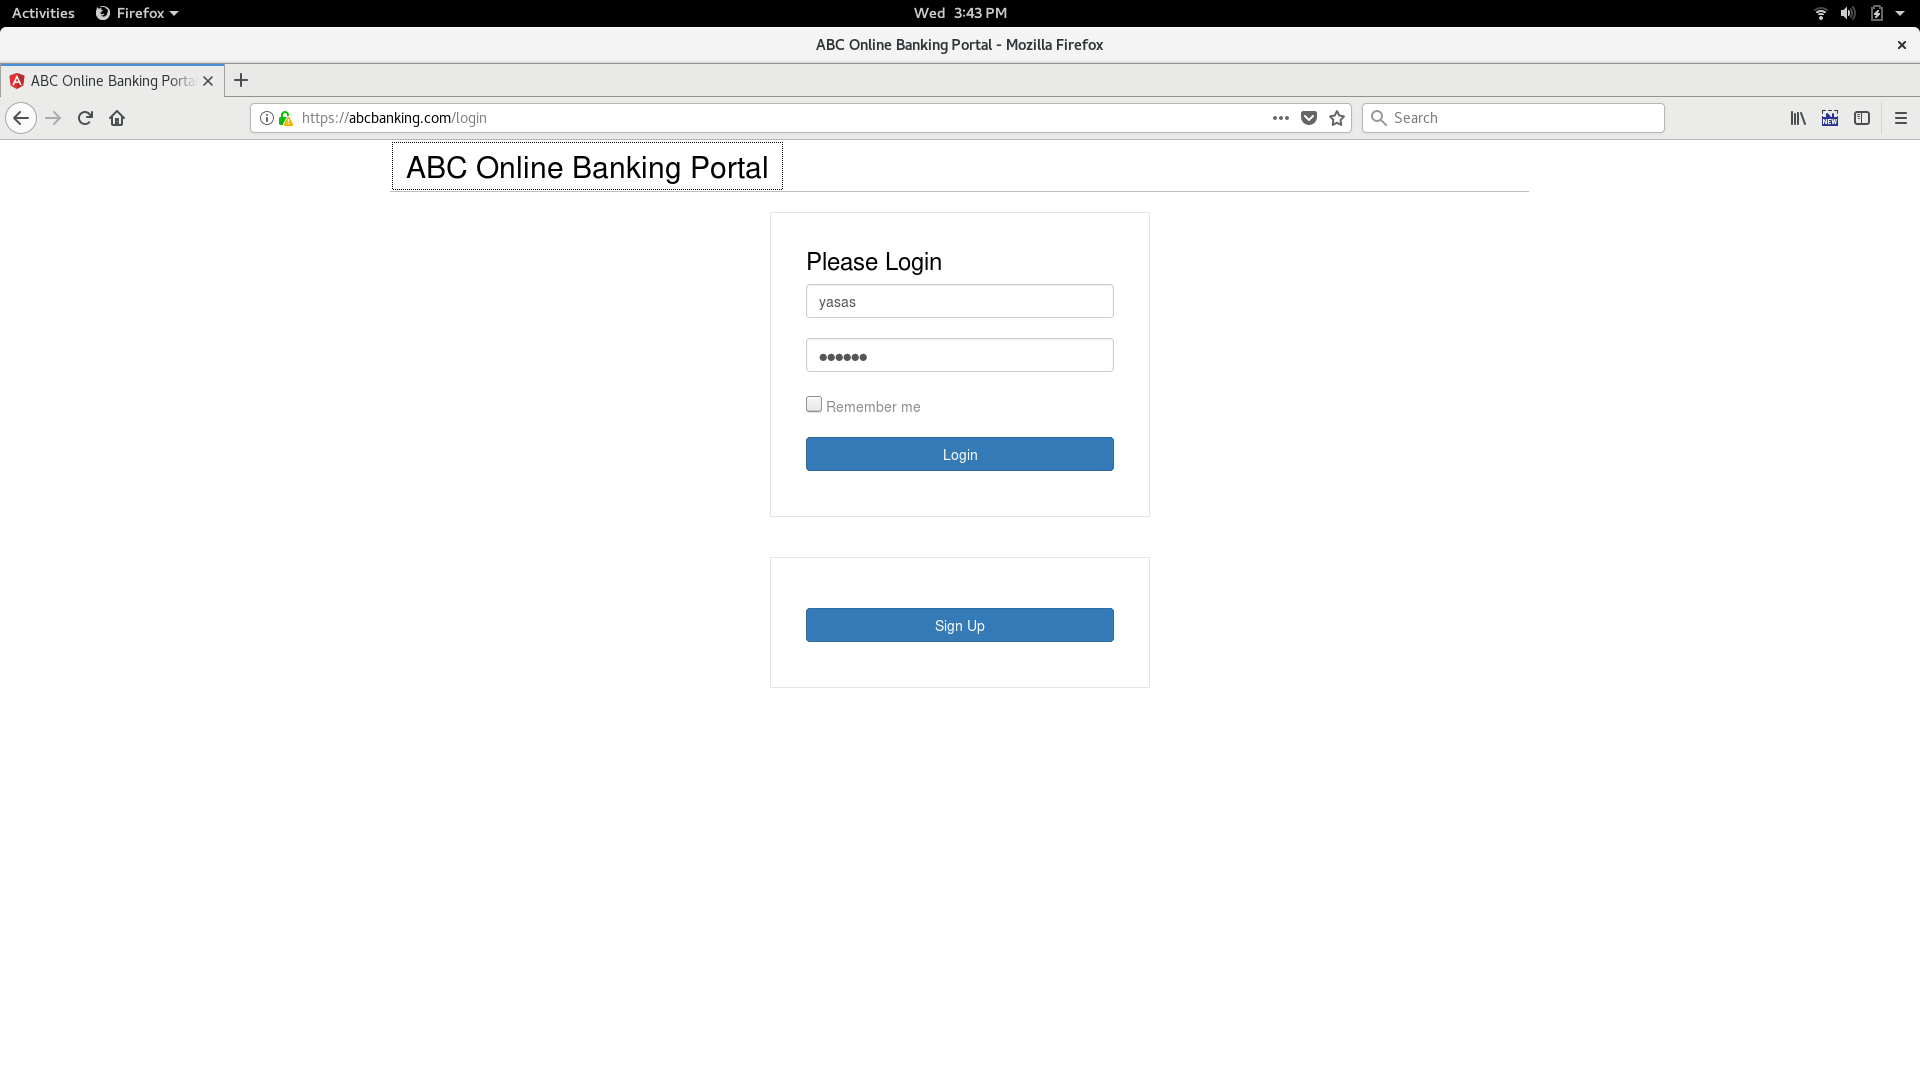 Activities Firefox Wed 3:43 PM
ABC Online Banking Portal - Mozilla Firefox
ABC Online Banking Porta
https://abcbanking.com/login Search NEW
ABC Online Banking Portal
Please Login
yasas
●●●●●●
Remember me
Login
Sign Up